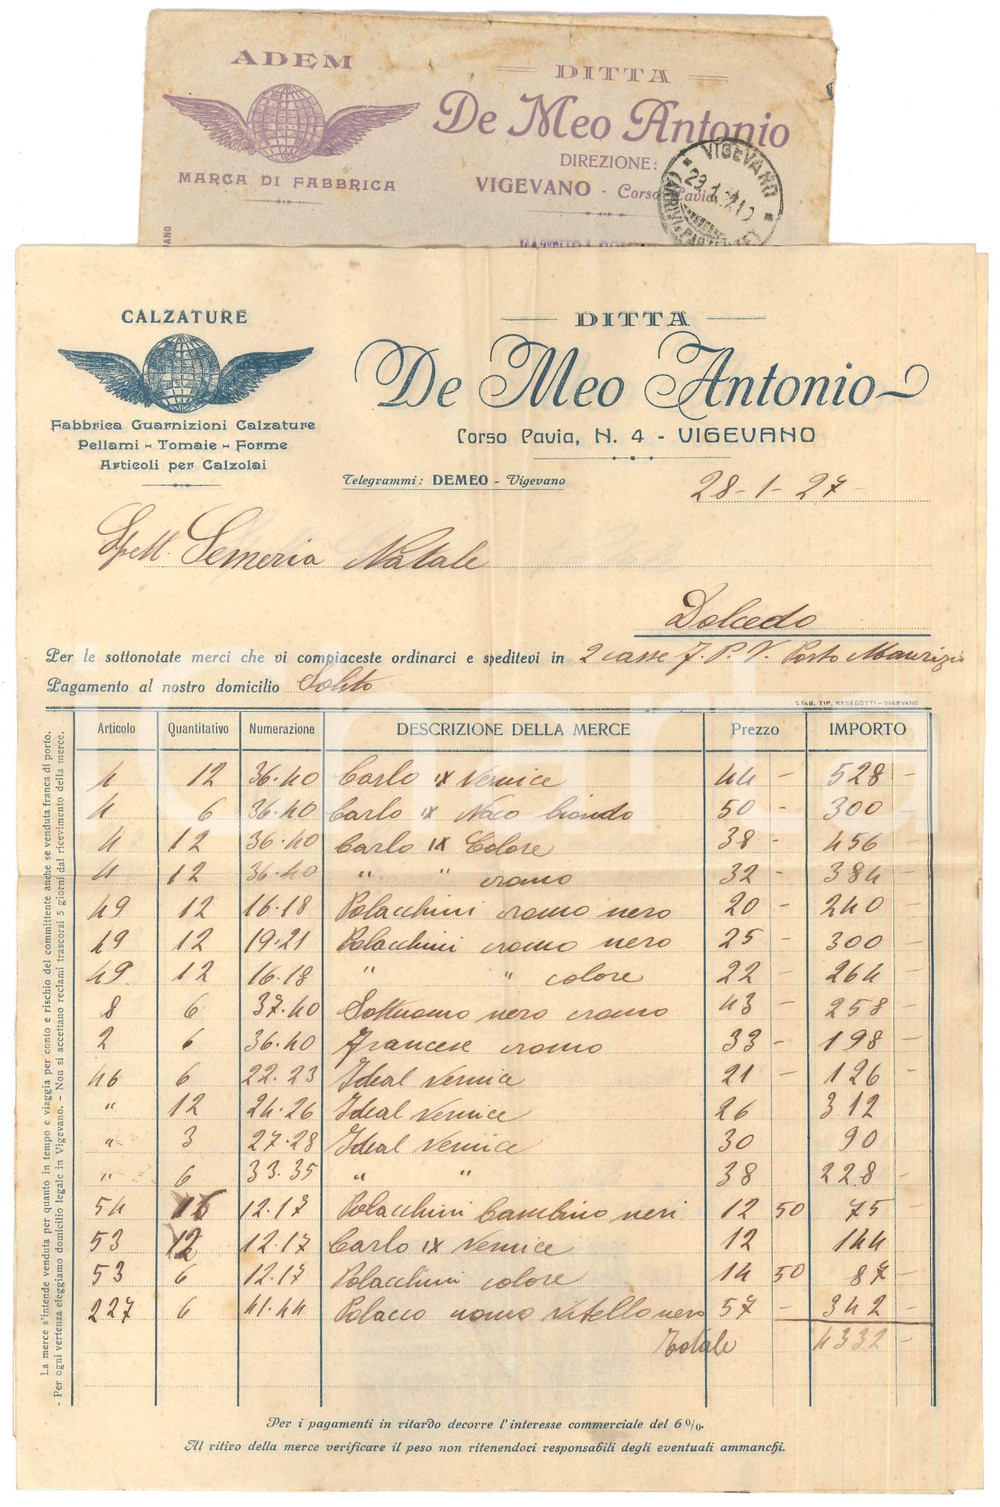 ADEM
MARCA DI FABBRICA
DITTA
De Meo Antonio
DIREZIONE:
VIGEVANO - Corso Pavia
VIGEVANO
CALZATURE
Fabbrica Guarnizioni Calzature
Pellami - Tomaie - Forme
Articoli per Calzolai
DITTA
De Meo Antonio
Corso Pavia, N. 4 - VIGEVANO
Telegrammi: DEMEO - Vigevano
28-1-27
Spett. Semeria Natale
Dolcedo
Per le sottonotate merci che vi compiaceste ordinarci e speditevi in 2 casse F. P. V. Porto Maurizio
Pagamento al nostro domicilio Solito
STAB. TIP. RESEGOTTI - VIGEVANO
Articolo Quantitativo Numerazione DESCRIZIONE DELLA MERCE Prezzo IMPORTO
4 12 36.40 Carlo IX Vernice 44 - 528 -
4 6 36.40 Carlo IX Naco biondo 50 - 300
4 12 36.40 Carlo IX Colore 38 - 456 -
4 12 36.40 " " cromo 32 - 384 -
49 12 16.18 Polacchini cromo nero 20 - 240 -
49 12 19.21 Polacchini cromo nero 25 - 300 -
49. 12 16.18 " " colore 22 - 264 -
8 6 37.40 Sottuomo nero cromo 43 - 258 -
2 6 36.40 Francese cromo 33 - 198 -
46 6 22.23 Ideal vernice 21 - 126 -
" 12 24.26 Ideal vernice 26 312
" 3 27.28 Ideal vernice 30 90
" 6 33.35 " " 38 228 -
54 6 12.17 Polacchini bambino neri 12 50 75 -
53 12 12.17 Carlo IX Vernice 12 144
53 6 12.17 Polacchini colore 14 50 87 -
227 6 41.44 Polacco uomo vitello nero 57 - 342 -
Totale 4332 -
La merce s'intende venduta per quanto in tempo e viaggia per conto e rischio del committente anche se venduta franca di porto.
- Per ogni vertenza eleggiamo domicilio legale in Vigevano. - Non si accettano reclami trascorsi 5 giorni dal ricevimento della merce.
Per i pagamenti in ritardo decorre l'interesse commerciale del 6%.
Al ritiro della merce verificare il peso non ritenendoci responsabili degli eventuali ammanchi.